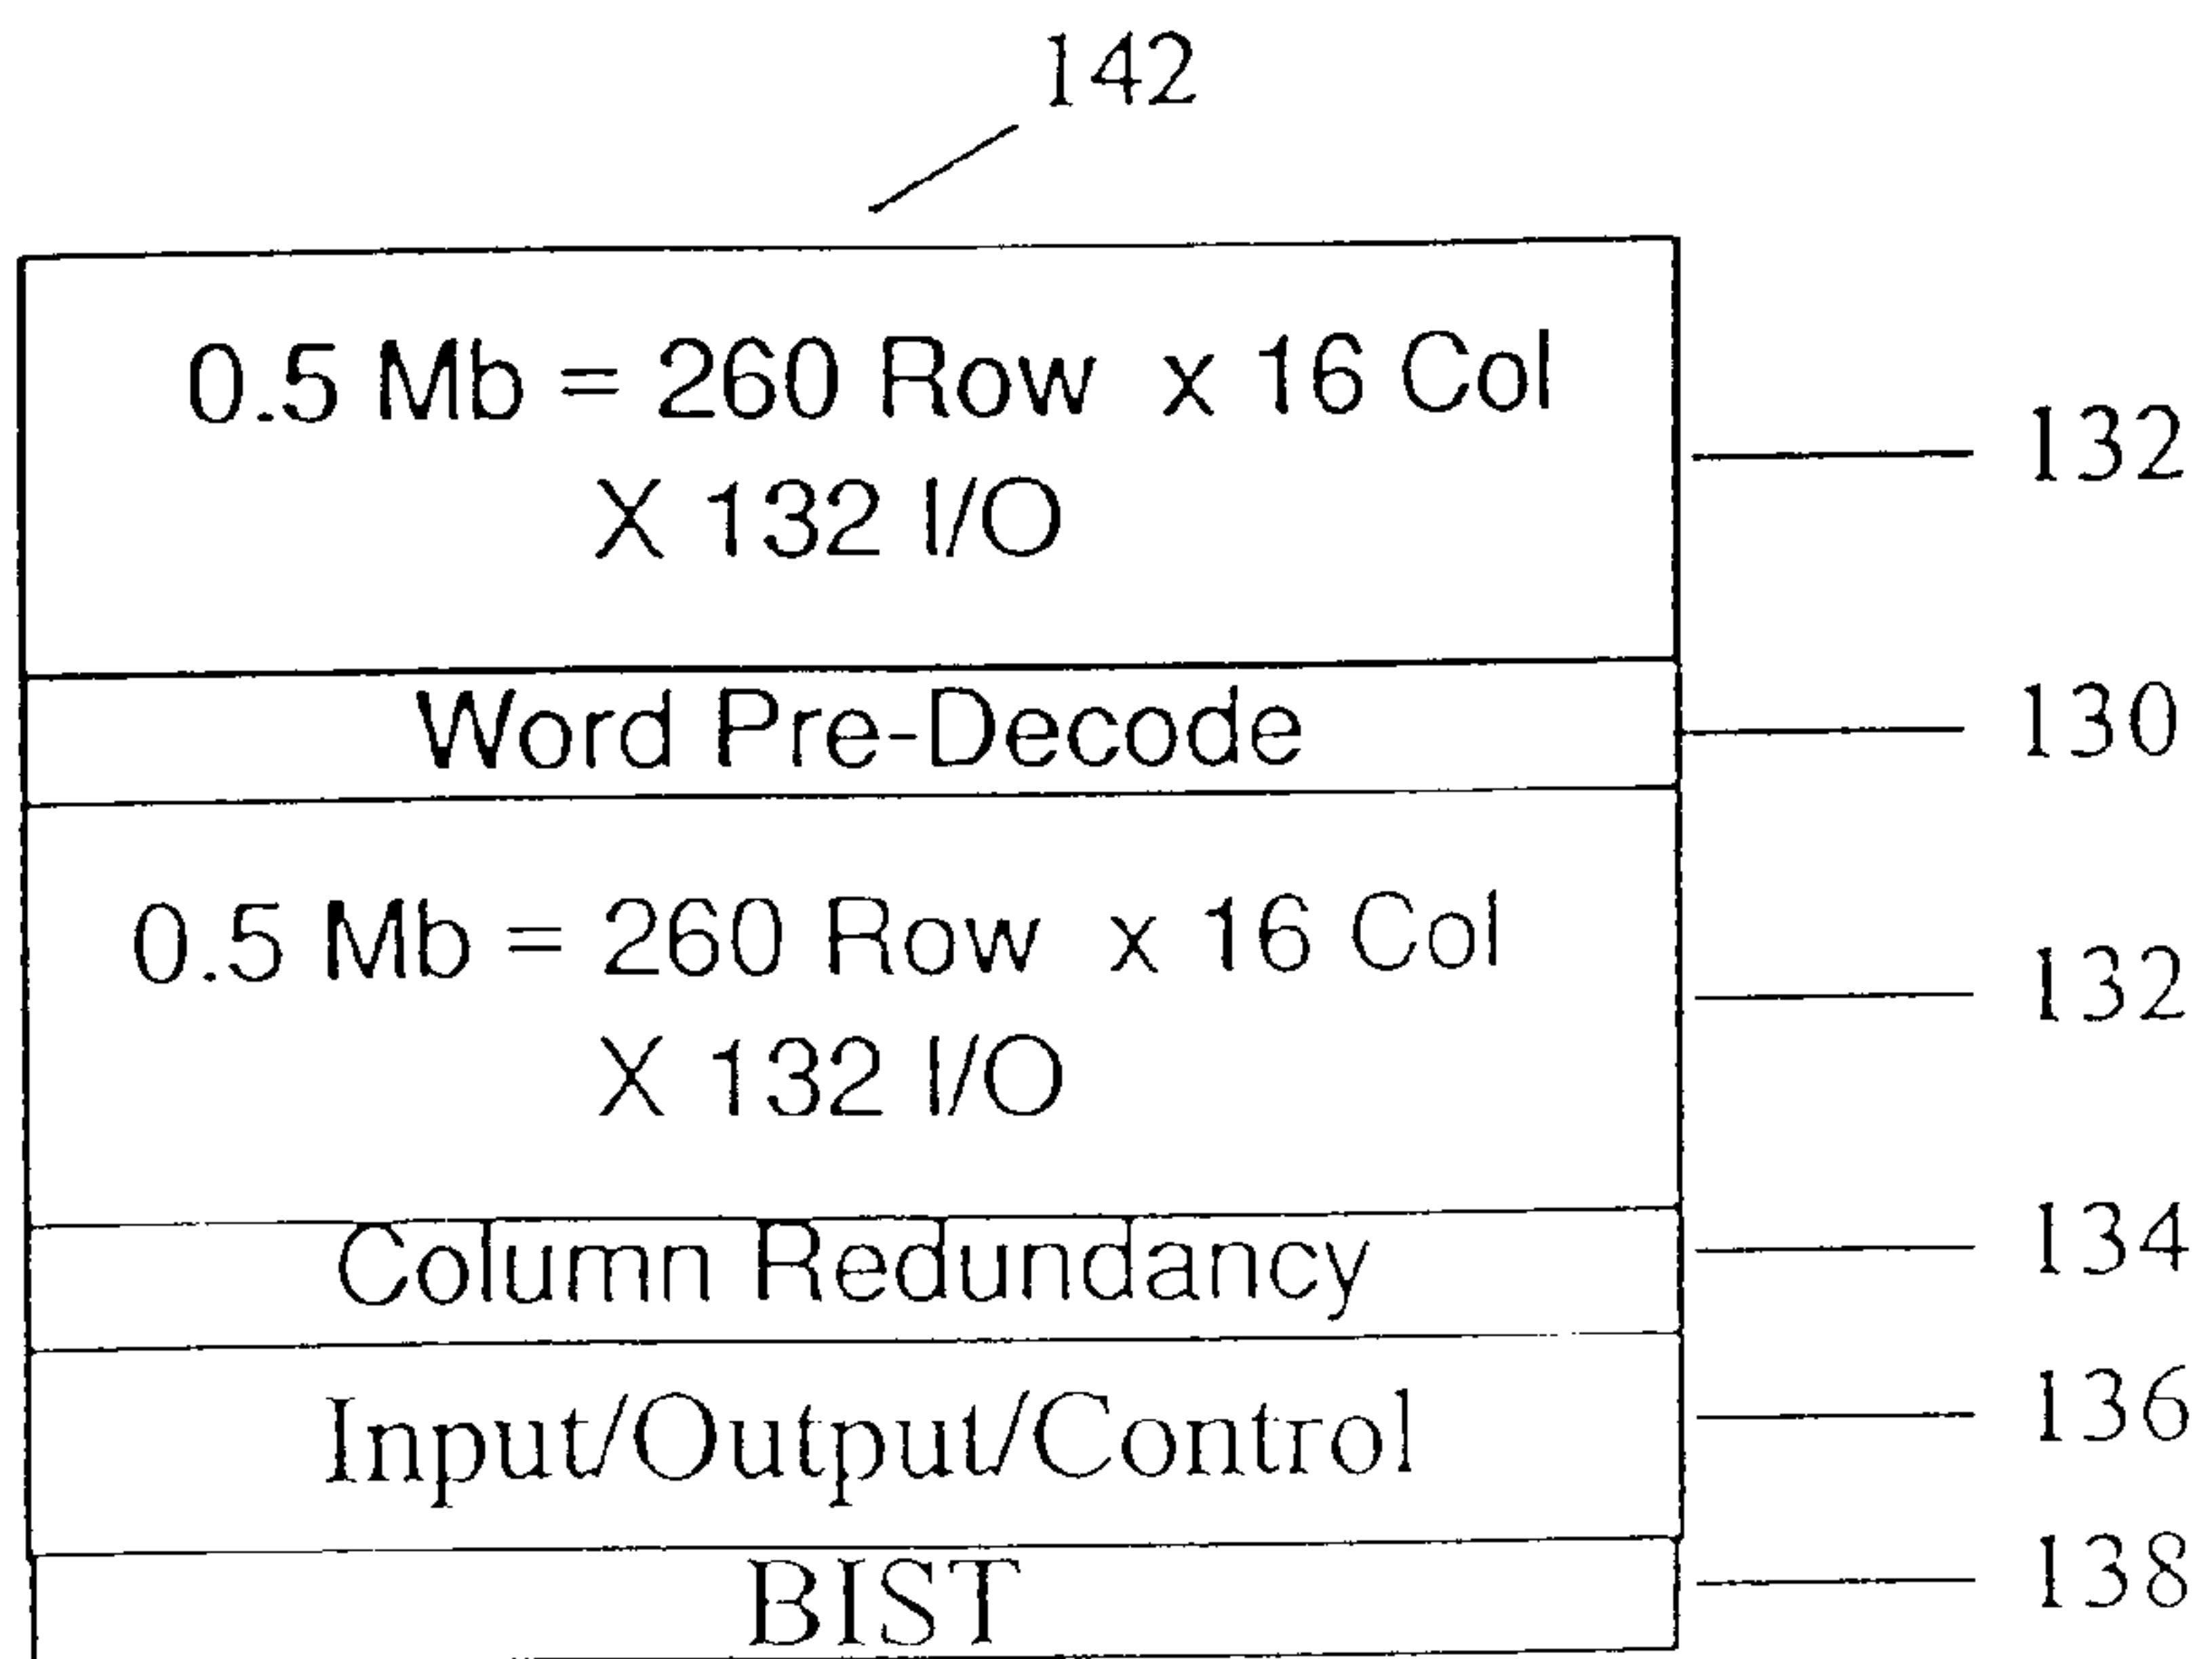 142
0.5 Mb = 260 Row x 16 Col
X 132 I/O
132
Word Pre-Decode
130
0.5 Mb = 260 Row x 16 Col
X 132 I/O
132
Column Redundancy
134
Input/Output/Control
136
BIST
138